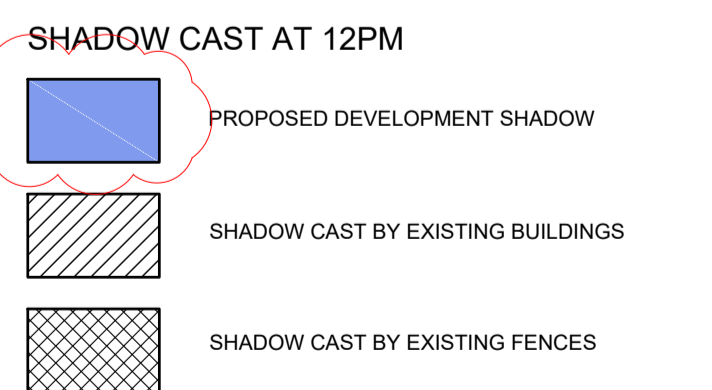 SHADOW CAST AT 12PM
PROPOSED DEVELOPMENT SHADOW
SHADOW CAST BY EXISTING BUILDINGS
SHADOW CAST BY EXISTING FENCES